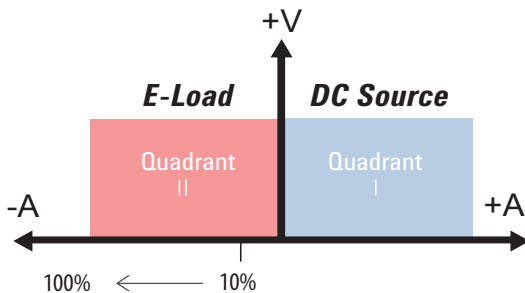 +V
E-Load DC Source
Quadrant Quadrant
II I
-A +A
100% 10%